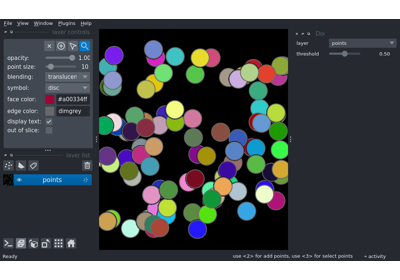 File View Window Plugins Help
layer controls
opacity: 1.00
point size: 10
blending: translucen
symbol: disc
face color: #a00334ff
edge color: dimgrey
display text:
out of slice:
layer list
points
Do
layer points
threshold 0.50
Ready use <2> for add points, use <3> for select points activity